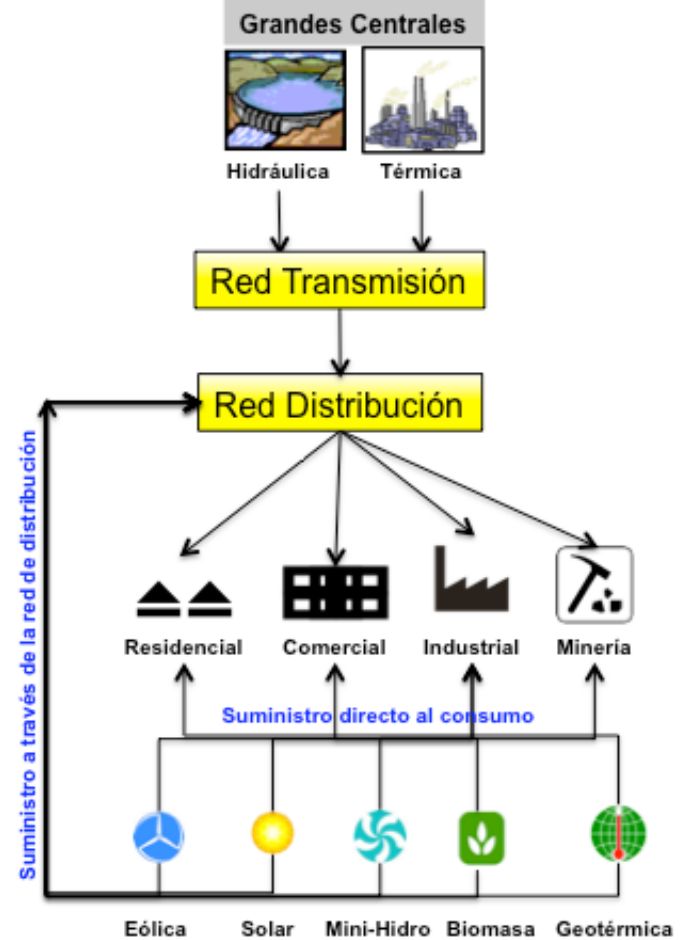 Grandes Centrales
Hidráulica Térmica
Red Transmisión
Red Distribución
Suministro a través de la red de distribución
Residencial Comercial Industrial Minería
Suministro directo al consumo
Eólica Solar Mini-Hidro Biomasa Geotérmica